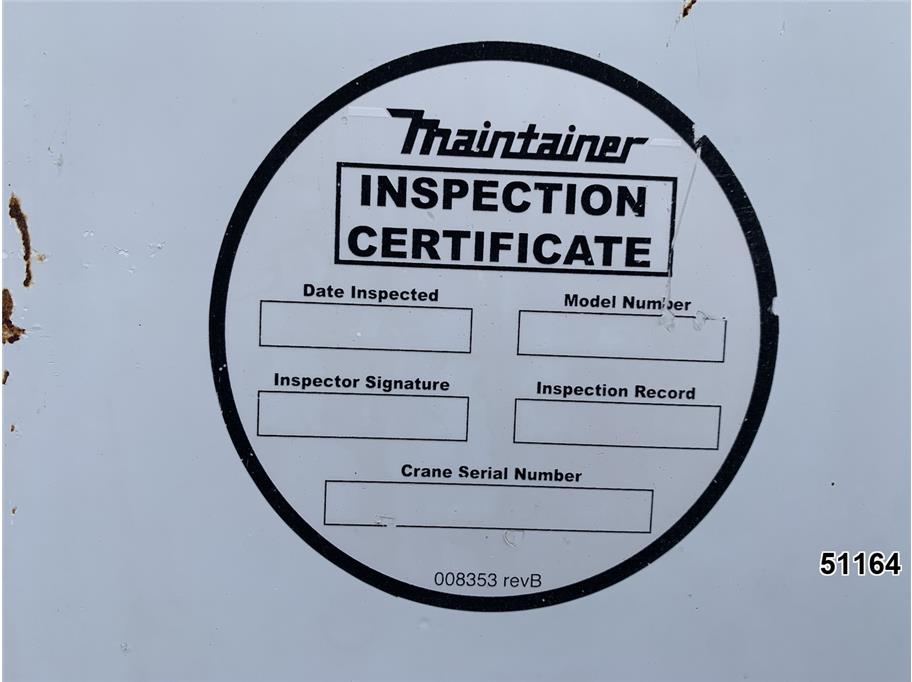 Maintainer
INSPECTION
CERTIFICATE
Date Inspected
Model Number
Inspector Signature
Inspection Record
Crane Serial Number
008353 revB
51164